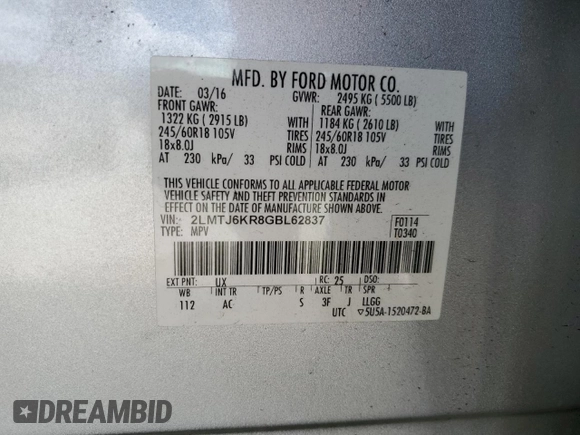 MFD. BY FORD MOTOR CO.
DATE: 03/16 GVWR: 2495 KG ( 5500 LB)
FRONT GAWR: REAR GAWR:
1322 KG ( 2915 LB) WITH 1184 KG ( 2610 LB) WITH
245/60R18 105V TIRES 245/60R18 105V TIRES
18x8.0J RIMS 18x8.0J RIMS
AT 230 kPa/ 33 PSI COLD AT 230 kPa/ 33 PSI COLD
THIS VEHICLE CONFORMS TO ALL APPLICABLE FEDERAL MOTOR
VEHICLE SAFETY AND THEFT PREVENTION STANDARDS IN
EFFECT ON THE DATE OF MANUFACTURE SHOWN ABOVE.
VIN: 2LMTJ6KR8GBL62837 F0114
TYPE: MPV T0340
EXT PNT: UX RC: 25 DSO:
WB INT TR TP/PS R AXLE TR SPR
112 AC S 3F J LLGG
UTC ▽5U5A-1520472-BA
DREAMBID